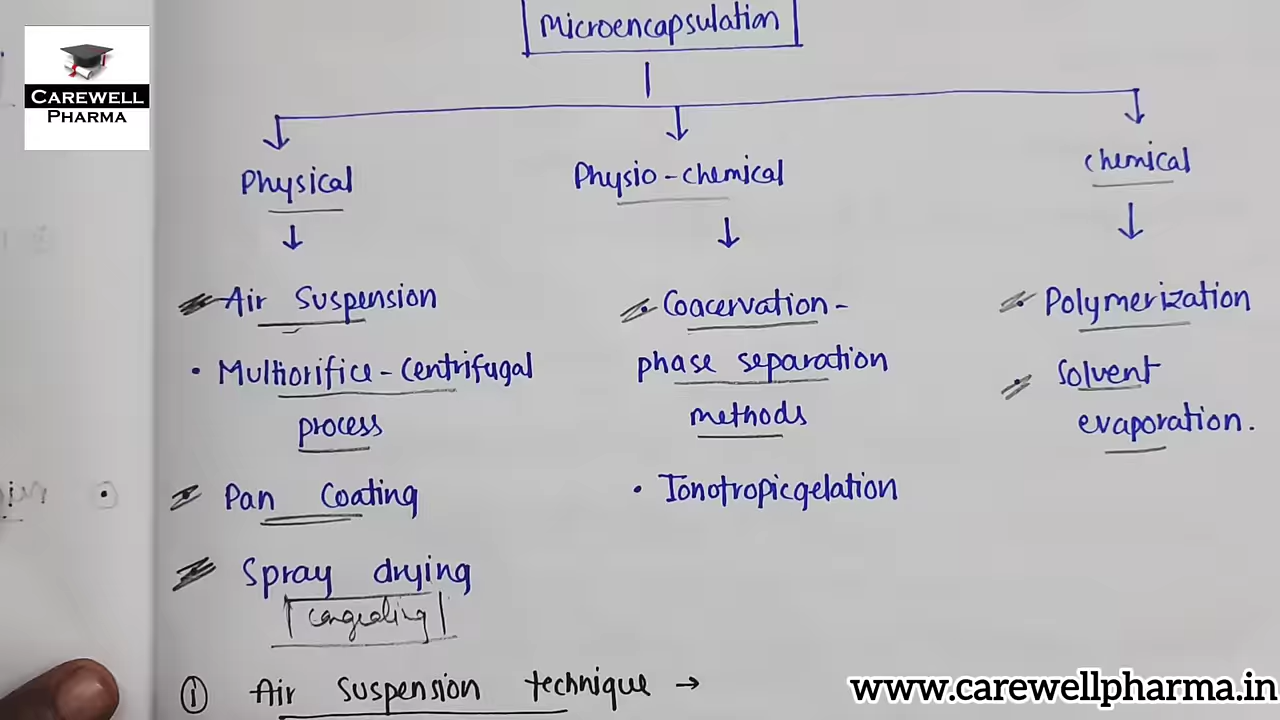 Microencapsulation
CAREWELL
PHARMA
Physical
Physio-chemical
chemical
Air Suspension
• Multiorifice-Centrifugal
process
Pan Coating
Spray drying
congealing
• Coacervation-
phase separation
methods
• Ionotropicgelation
• Polymerization
• Solvent
evaporation.
① Air Suspension technique →
www.carewellpharma.in